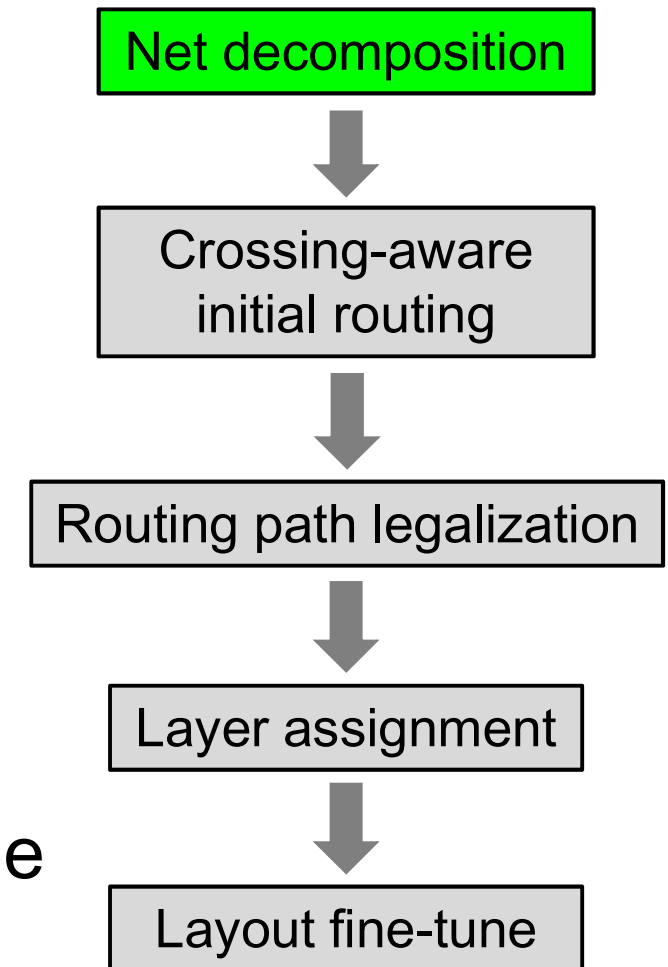 Net decomposition
Crossing-aware
initial routing
Routing path legalization
Layer assignment
e
Layout fine-tune